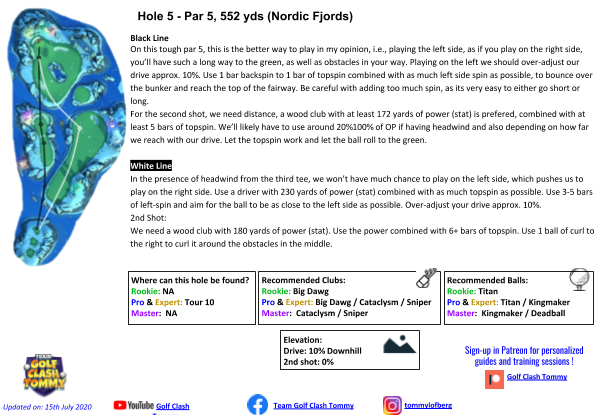 Hole 5 - Par 5, 552 yds (Nordic Fjords)
Black Line
On this tough par 5, this is the better way to play in my opinion, i.e., playing the left side, as if you play on the right side,
you'll have such a long way to the green, as well as obstacles in your way. Playing on the left we should over-adjust our
drive approx. 10%. Use 1 bar backspin to 1 bar of topspin combined with as much left side spin as possible, to bounce over
the bunker and reach the top of the fairway. Be careful with adding too much spin, as its very easy to either go short or
long.
For the second shot, we need distance, a wood club with at least 172 yards of power (stat) is prefered, combined with at
least 5 bars of topspin. We'll likely have to use around 20%100% of OP if having headwind and also depending on how far
we reach with our drive. Let the topspin work and let the ball roll to the green.
White Line
In the presence of headwind from the third tee, we won't have much chance to play on the left side, which pushes us to
play on the right side. Use a driver with 230 yards of power (stat) combined with as much topspin as possible. Use 3-5 bars
of left-spin and aim for the ball to be as close to the left side as possible. Over-adjust your drive approx. 10%.
2nd Shot:
We need a wood club with 180 yards of power (stat). Use the power combined with 6+ bars of topspin. Use 1 ball of curl to
the right to curl it around the obstacles in the middle.
Where can this hole be found?
Rookie: NA
Pro & Expert: Tour 10
Master: NA
Recommended Clubs:
Rookie: Big Dawg
Pro & Expert: Big Dawg / Cataclysm / Sniper
Master: Cataclysm / Sniper
Recommended Balls:
Rookie: Titan
Pro & Expert: Titan / Kingmaker
Master: Kingmaker / Deadball
Elevation:
Drive: 10% Downhill
2nd shot: 0%
Sign-up in Patreon for personalized
guides and training sessions !
Golf Clash Tommy
TEAM
GOLF
CLASH
TOMMY
Updated on: 15th July 2020
YouTube Golf Clash
Team Golf Clash Tommy
tommylofberg